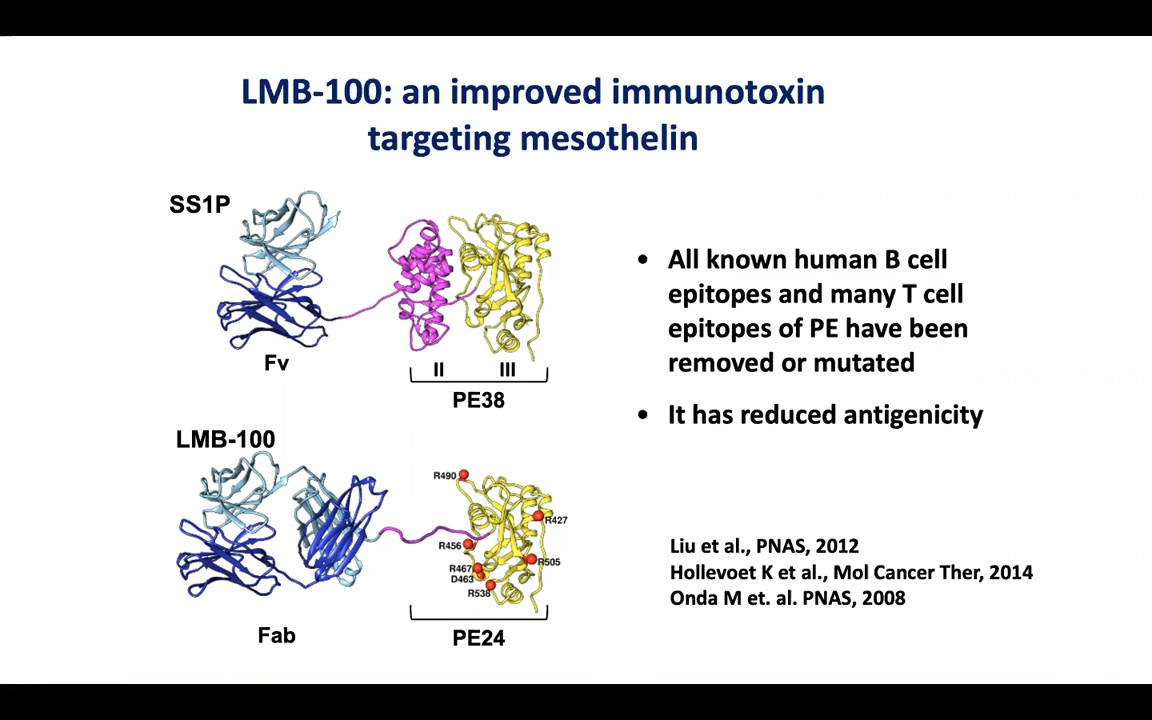 LMB-100: an improved immunotoxin
targeting mesothelin
SS1P
Fv
II
III
PE38
LMB-100
R490
R427
R456
R505
R467
D463
R538
Fab
PE24
• All known human B cell
epitopes and many T cell
epitopes of PE have been
removed or mutated
• It has reduced antigenicity
Liu et al., PNAS, 2012
Hollevoet K et al., Mol Cancer Ther, 2014
Onda M et. al. PNAS, 2008